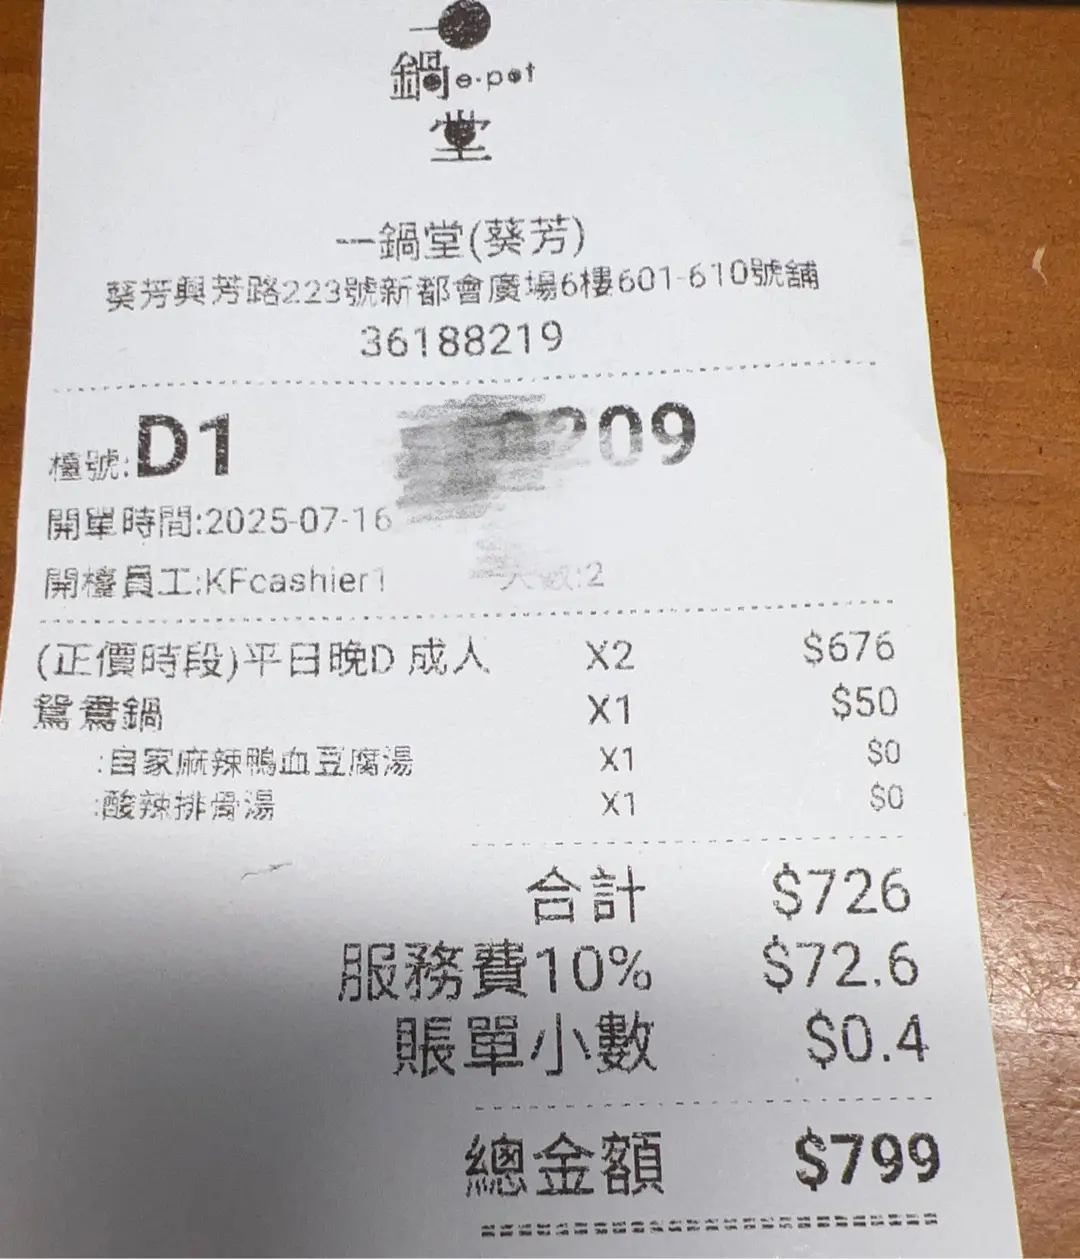 一
鍋 e·pot
堂
一鍋堂(葵芳)
葵芳興芳路223號新都會廣場6樓601-610號舖
36188219
檯號:D1 0209
開單時間:2025-07-16
開檯員工:KFcashier1 人數:2
(正價時段)平日晚D 成人 X2 $676
鴛鴦鍋 X1 $50
:自家麻辣鴨血豆腐湯 X1 $0
:酸辣排骨湯 X1 $0
合計 $726
服務費10% $72.6
賬單小數 $0.4
總金額 $799